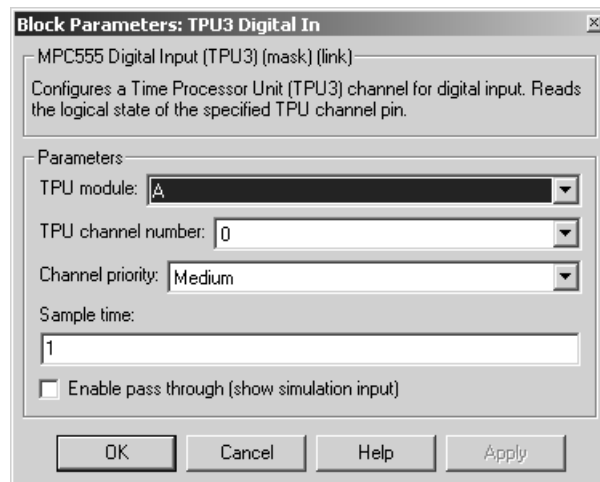 Block Parameters: TPU3 Digital In
MPC555 Digital Input (TPU3) (mask) (link)
Configures a Time Processor Unit (TPU3) channel for digital input. Reads
the logical state of the specified TPU channel pin.
Parameters
TPU module: A
TPU channel number: 0
Channel priority: Medium
Sample time:
1
Enable pass through (show simulation input)
OK Cancel Help Apply